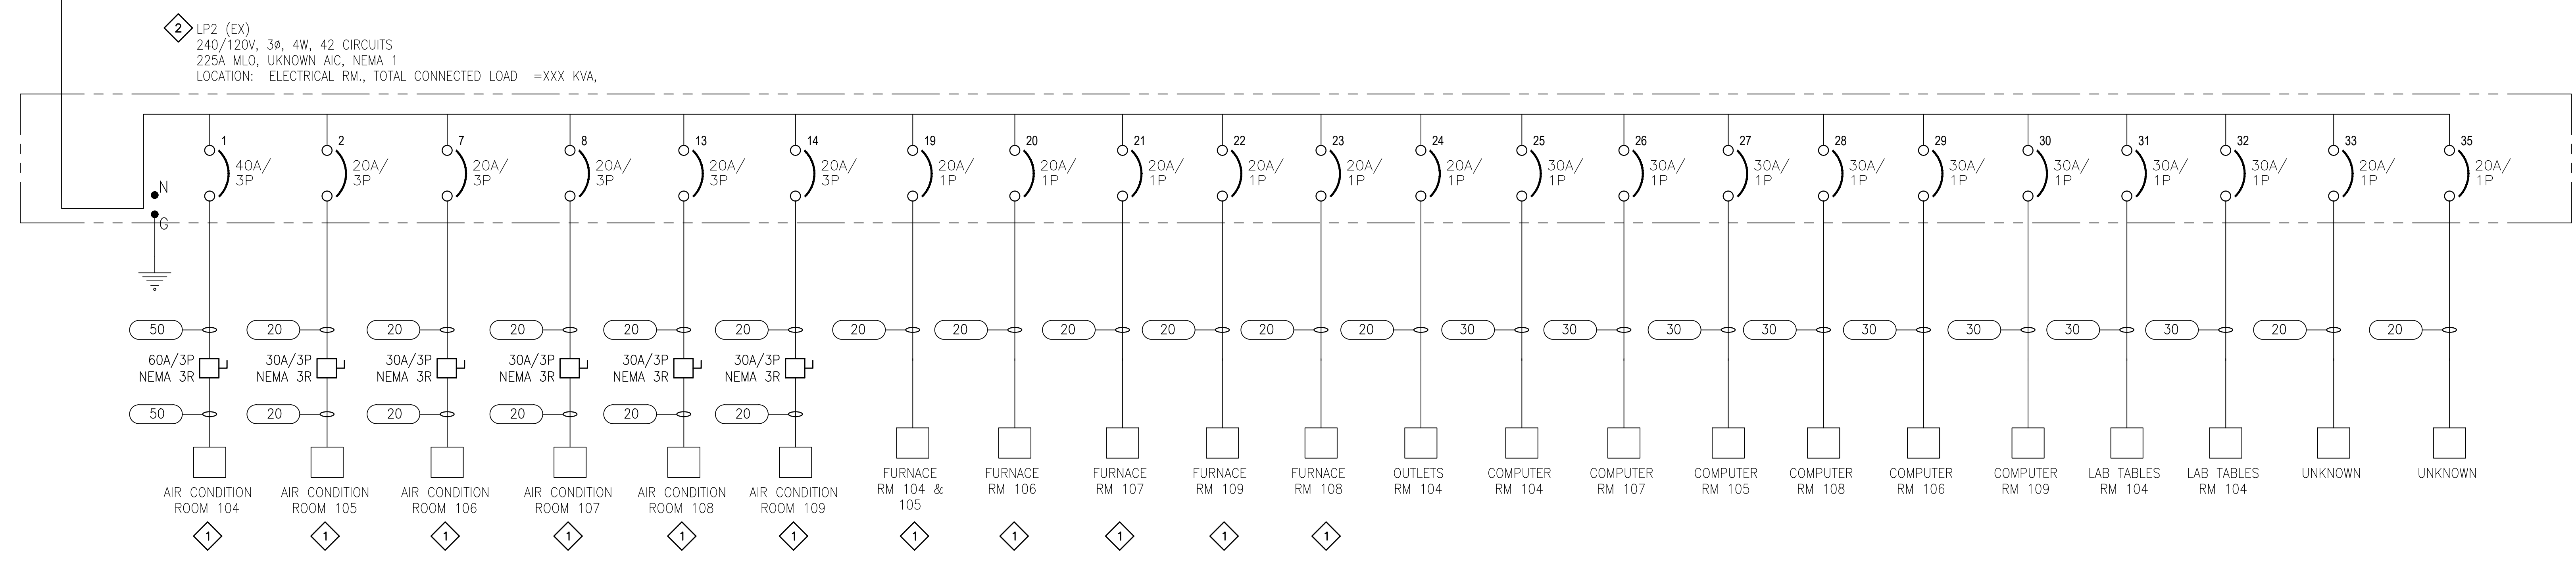 2
LP2 (EX)
240/120V, 3ø, 4W, 42 CIRCUITS
225A MLO, UKNOWN AIC, NEMA 1
LOCATION: ELECTRICAL RM., TOTAL CONNECTED LOAD =XXX KVA,
1 2 7 8 13 14 19 20 21 22 23 24 25 26 27 28 29 30 31 32 33 35
40A/ 20A/ 20A/ 20A/ 20A/ 20A/ 20A/ 20A/ 20A/ 20A/ 20A/ 20A/ 30A/ 30A/ 30A/ 30A/ 30A/ 30A/ 30A/ 30A/ 20A/ 20A/
3P 3P 3P 3P 3P 3P 1P 1P 1P 1P 1P 1P 1P 1P 1P 1P 1P 1P 1P 1P 1P 1P
N
G
50 20 20 20 20 20 20 20 20 20 20 20 30 30 30 30 30 30 30 30 20 20
60A/3P 30A/3P 30A/3P 30A/3P 30A/3P 30A/3P
NEMA 3R NEMA 3R NEMA 3R NEMA 3R NEMA 3R NEMA 3R
50 20 20 20 20 20
AIR CONDITION
ROOM 104
AIR CONDITION
ROOM 105
AIR CONDITION
ROOM 106
AIR CONDITION
ROOM 107
AIR CONDITION
ROOM 108
AIR CONDITION
ROOM 109
FURNACE
RM 104 &
105
FURNACE
RM 106
FURNACE
RM 107
FURNACE
RM 109
FURNACE
RM 108
OUTLETS
RM 104
COMPUTER
RM 104
COMPUTER
RM 107
COMPUTER
RM 105
COMPUTER
RM 108
COMPUTER
RM 106
COMPUTER
RM 109
LAB TABLES
RM 104
LAB TABLES
RM 104
UNKNOWN
UNKNOWN
1 1 1 1 1 1 1 1 1 1 1